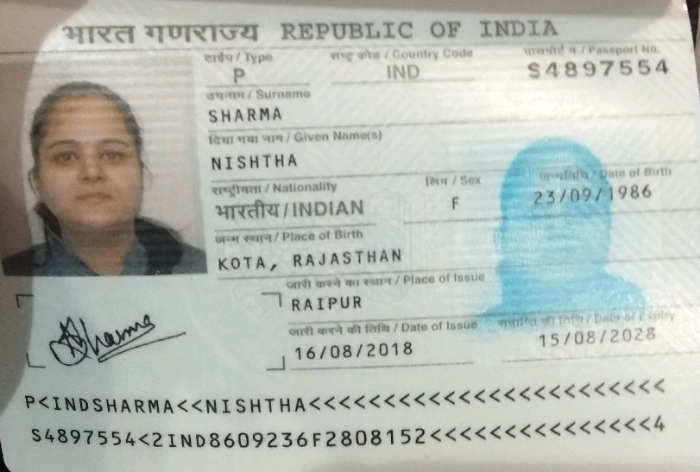 भारत गणराज्य REPUBLIC OF INDIA
टाईप / Type राष्ट्र कोड / Country Code पासपोर्ट नं. / Passport No.
P IND S4897554
उपनाम / Surname
SHARMA
दिया गया नाम / Given Name(s)
NISHTHA
राष्ट्रीयता / Nationality लिंग / Sex जन्मतिथि / Date of Birth
भारतीय / INDIAN F 23/09/1986
जन्म स्थान / Place of Birth
KOTA, RAJASTHAN
जारी करने का स्थान / Place of Issue
RAIPUR
जारी करने की तिथि / Date of Issue समाप्ति की तिथि / Date of Expiry
16/08/2018 15/08/2028
Sharma
P<INDSHARMA<<NISHTHA<<<<<<<<<<<<<<<<<<<<<<<<
S4897554<2IND8609236F2808152<<<<<<<<<<<<<<<4